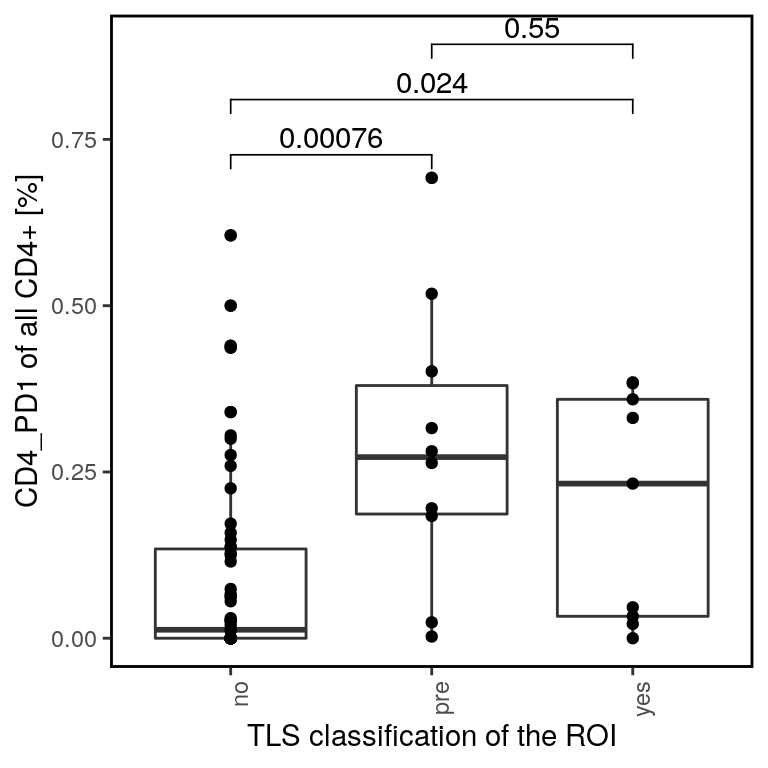 0.55
0.024
0.00076
0.75
0.50
0.25
0.00
CD4_PD1 of all CD4+ [%]
no
pre
yes
TLS classification of the ROI